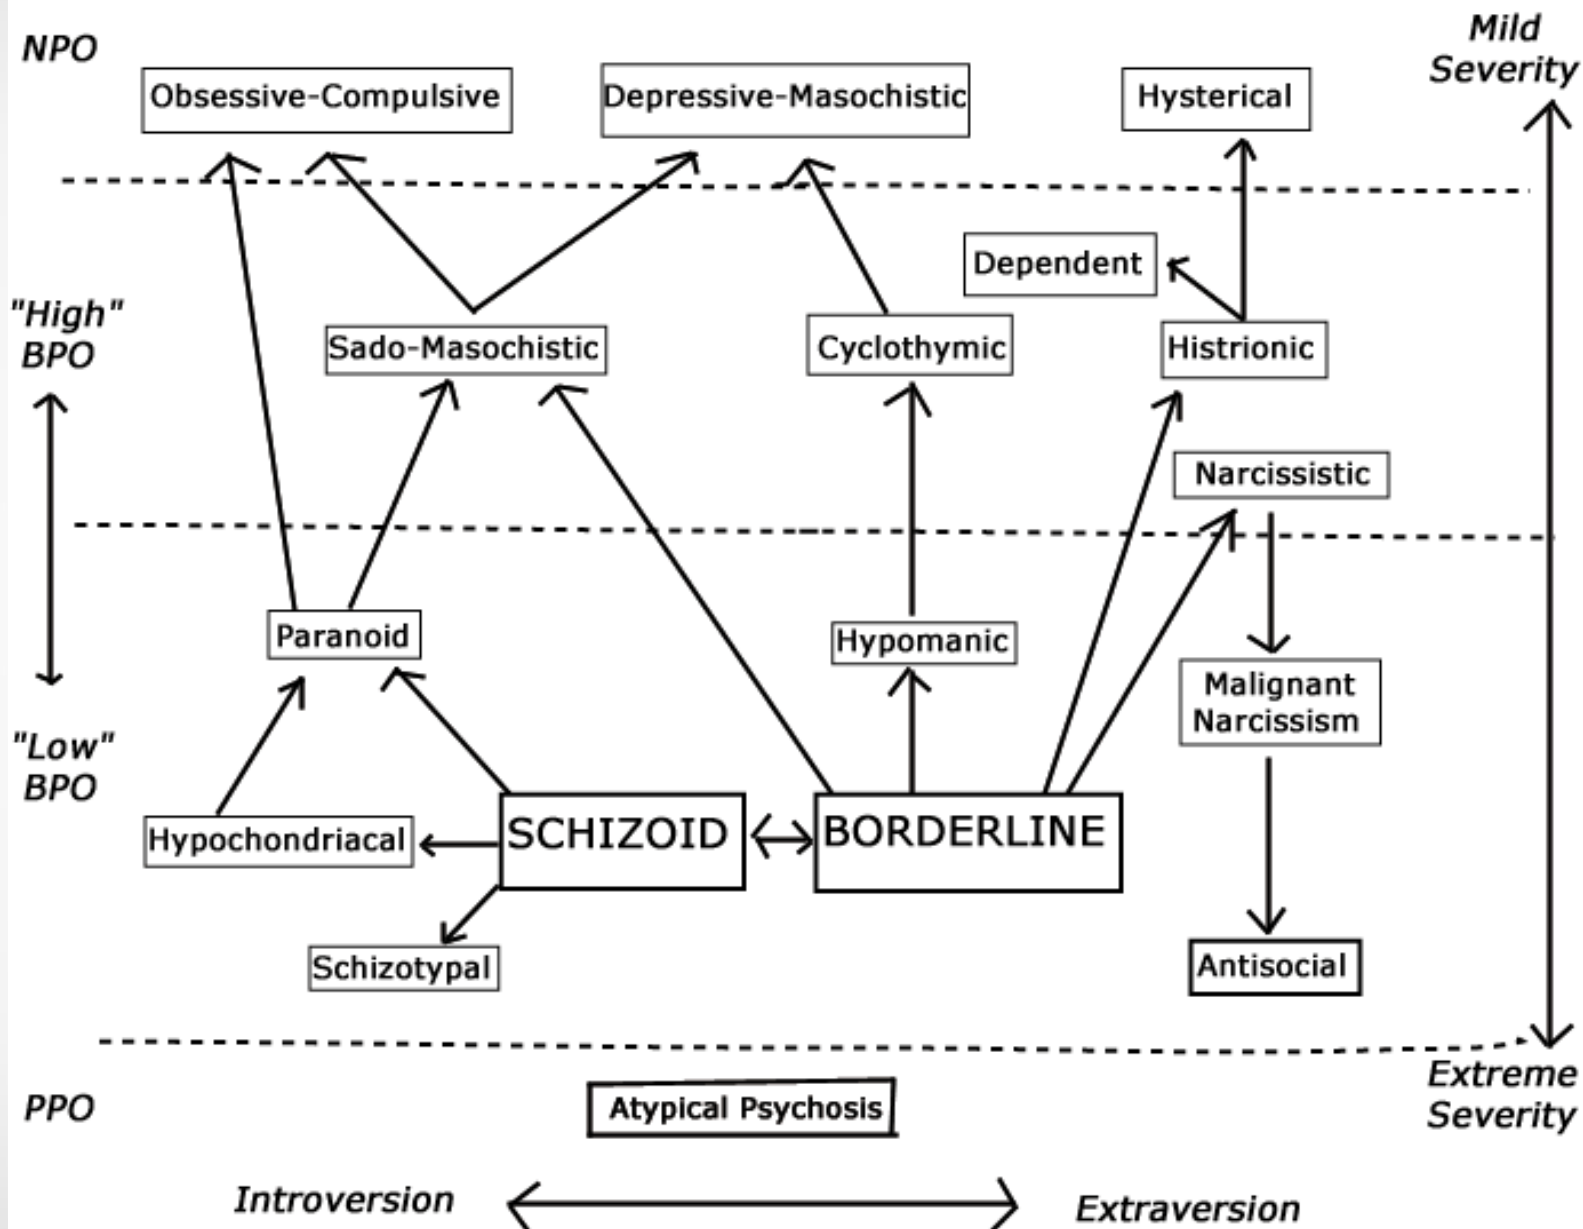 NPO
Mild
Severity
Obsessive-Compulsive
Depressive-Masochistic
Hysterical
Dependent
"High"
BPO
Sado-Masochistic
Cyclothymic
Histrionic
Narcissistic
Paranoid
Hypomanic
Malignant
Narcissism
"Low"
BPO
Hypochondriacal
SCHIZOID
BORDERLINE
Schizotypal
Antisocial
Extreme
Severity
PPO
Atypical Psychosis
Introversion
Extraversion